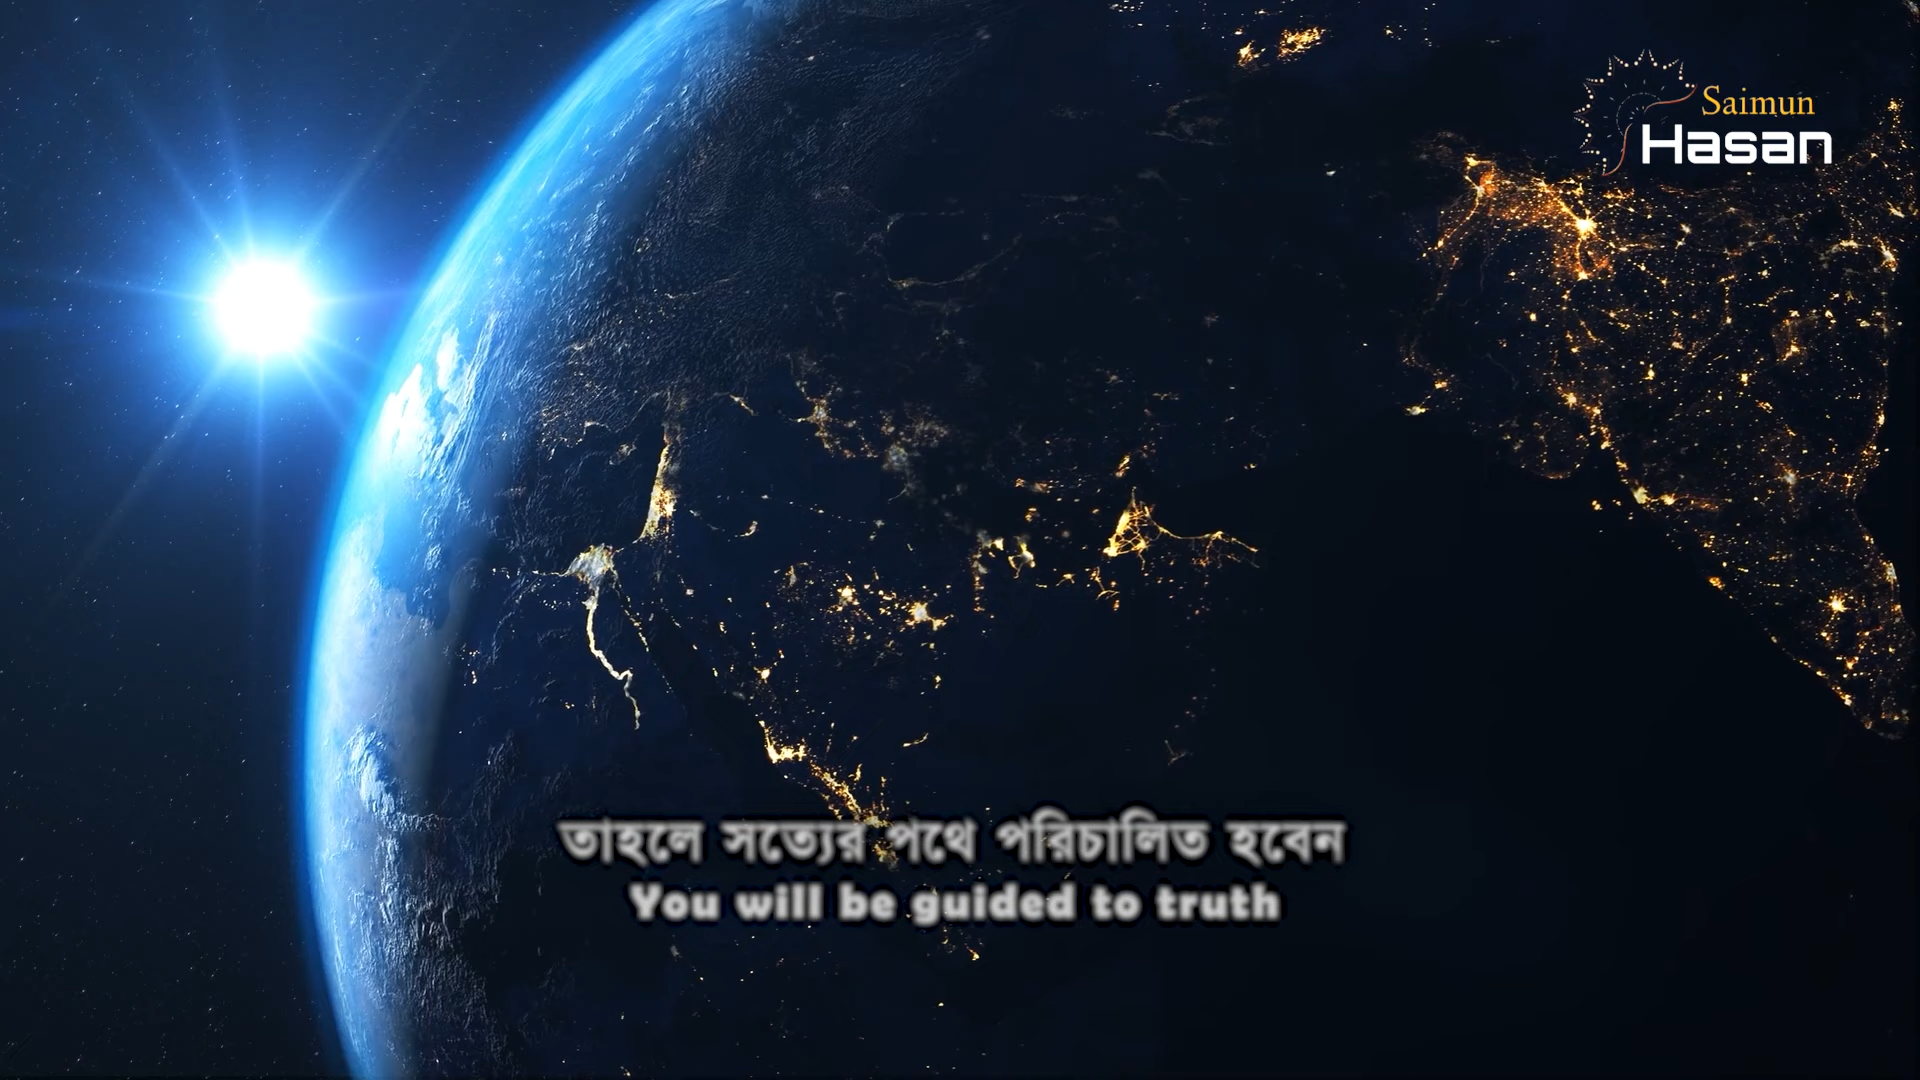 Saimun
Hasan
তাহলে সত্যের পথে পরিচালিত হবেন
You will be guided to truth